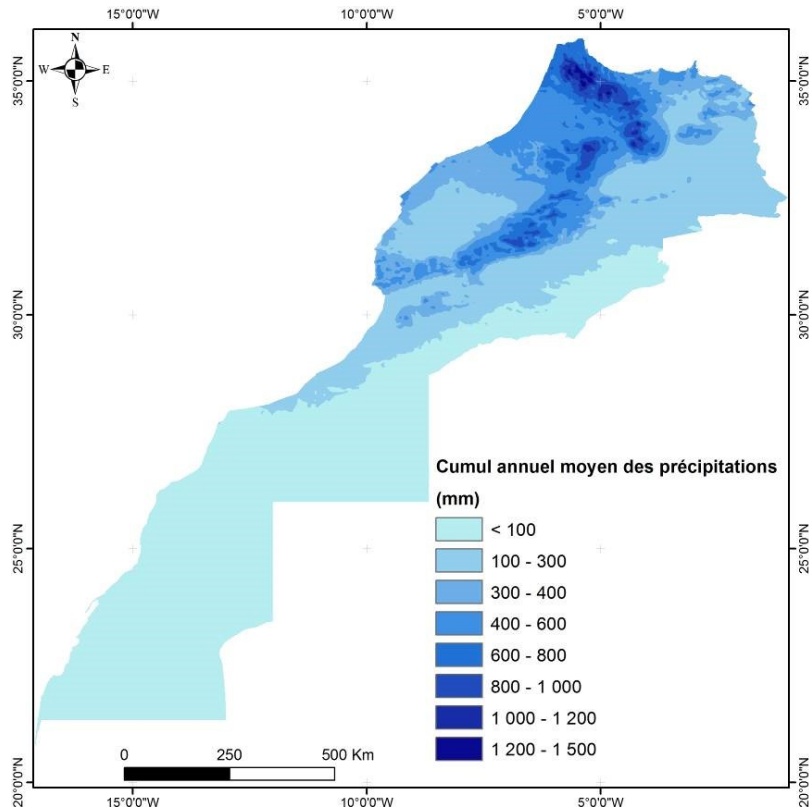 15°0'0"W 10°0'0"W 5°0'0"W
N
W E
S
35°0'0"N 35°0'0"N
30°0'0"N 30°0'0"N
25°0'0"N 25°0'0"N
20°0'0"N 20°0'0"N
Cumul annuel moyen des précipitations
(mm)
< 100
100 - 300
300 - 400
400 - 600
600 - 800
800 - 1 000
1 000 - 1 200
1 200 - 1 500
0 250 500 Km
15°0'0"W 10°0'0"W 5°0'0"W